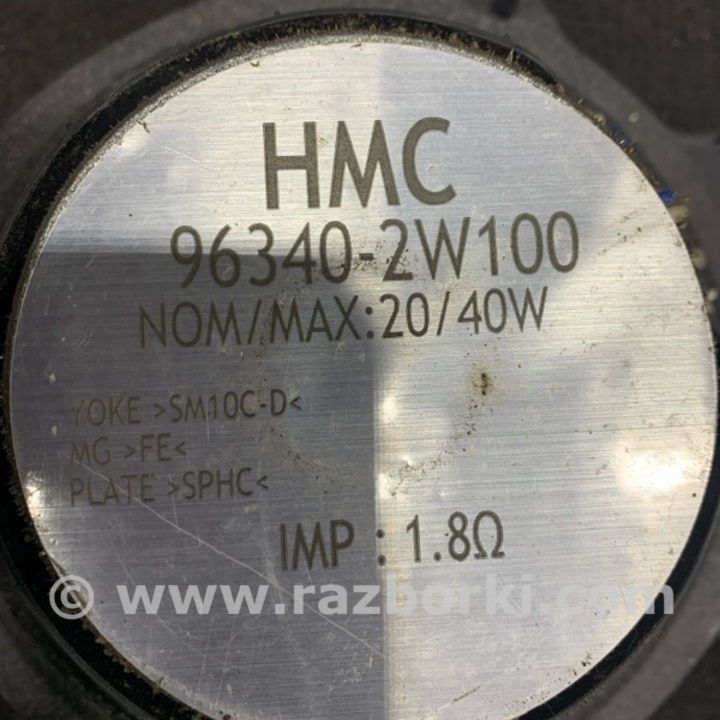 HMC
96340-2W100
NOM/MAX:20/40W
YOKE >SM10C-D<
MG >FE<
PLATE >SPHC<
IMP : 1.8Ω
© www.razborki.com